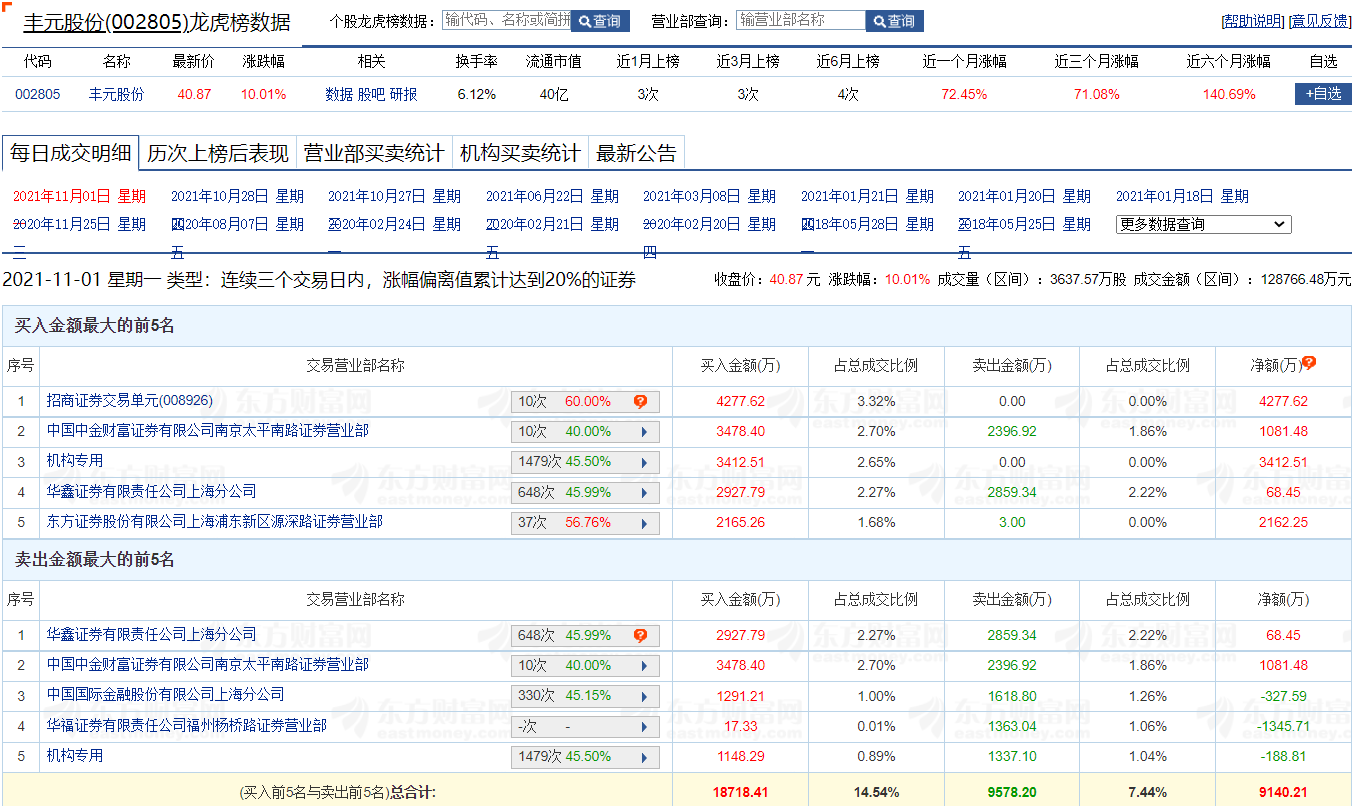 丰元股份(002805)龙虎榜数据 个股龙虎榜数据： 输代码、名称或简拼 查询 营业部查询： 输营业部名称 查询 [帮助说明] [意见反馈]
代码 名称 最新价 涨跌幅 相关 换手率 流通市值 近1月上榜 近3月上榜 近6月上榜 近一个月涨幅 近三个月涨幅 近六个月涨幅 自选
002805 丰元股份 40.87 10.01% 数据 股吧 研报 6.12% 40亿 3次 3次 4次 72.45% 71.08% 140.69% +自选
每日成交明细 历次上榜后表现 营业部买卖统计 机构买卖统计 最新公告
2021年11月01日 星期 2021年10月28日 星期 2021年10月27日 星期 2021年06月22日 星期 2021年03月08日 星期 2021年01月21日 星期 2021年01月20日 星期 2021年01月18日 星期
2020年11月25日 星期 2020年08月07日 星期 2020年02月24日 星期 2020年02月21日 星期 2020年02月20日 星期 2018年05月28日 星期 2018年05月25日 星期 更多数据查询
三 五 一 五 四 一 五
2021-11-01 星期一 类型：连续三个交易日内，涨幅偏离值累计达到20%的证券 收盘价：40.87 元 涨跌幅：10.01% 成交量（区间）：3637.57万股 成交金额（区间）：128766.48万元
买入金额最大的前5名
序号 交易营业部名称 买入金额(万) 占总成交比例 卖出金额(万) 占总成交比例 净额(万)
1 招商证券交易单元(008926) 10次 60.00% 4277.62 3.32% 0.00 0.00% 4277.62
2 中国中金财富证券有限公司南京太平南路证券营业部 10次 40.00% 3478.40 2.70% 2396.92 1.86% 1081.48
3 机构专用 1479次 45.50% 3412.51 2.65% 0.00 0.00% 3412.51
4 华鑫证券有限责任公司上海分公司 648次 45.99% 2927.79 2.27% 2859.34 2.22% 68.45
5 东方证券股份有限公司上海浦东新区源深路证券营业部 37次 56.76% 2165.26 1.68% 3.00 0.00% 2162.25
卖出金额最大的前5名
序号 交易营业部名称 买入金额(万) 占总成交比例 卖出金额(万) 占总成交比例 净额(万)
1 华鑫证券有限责任公司上海分公司 648次 45.99% 2927.79 2.27% 2859.34 2.22% 68.45
2 中国中金财富证券有限公司南京太平南路证券营业部 10次 40.00% 3478.40 2.70% 2396.92 1.86% 1081.48
3 中国国际金融股份有限公司上海分公司 330次 45.15% 1291.21 1.00% 1618.80 1.26% -327.59
4 华福证券有限责任公司福州杨桥路证券营业部 -次 - 17.33 0.01% 1363.04 1.06% -1345.71
5 机构专用 1479次 45.50% 1148.29 0.89% 1337.10 1.04% -188.81
(买入前5名与卖出前5名)总合计: 18718.41 14.54% 9578.20 7.44% 9140.21